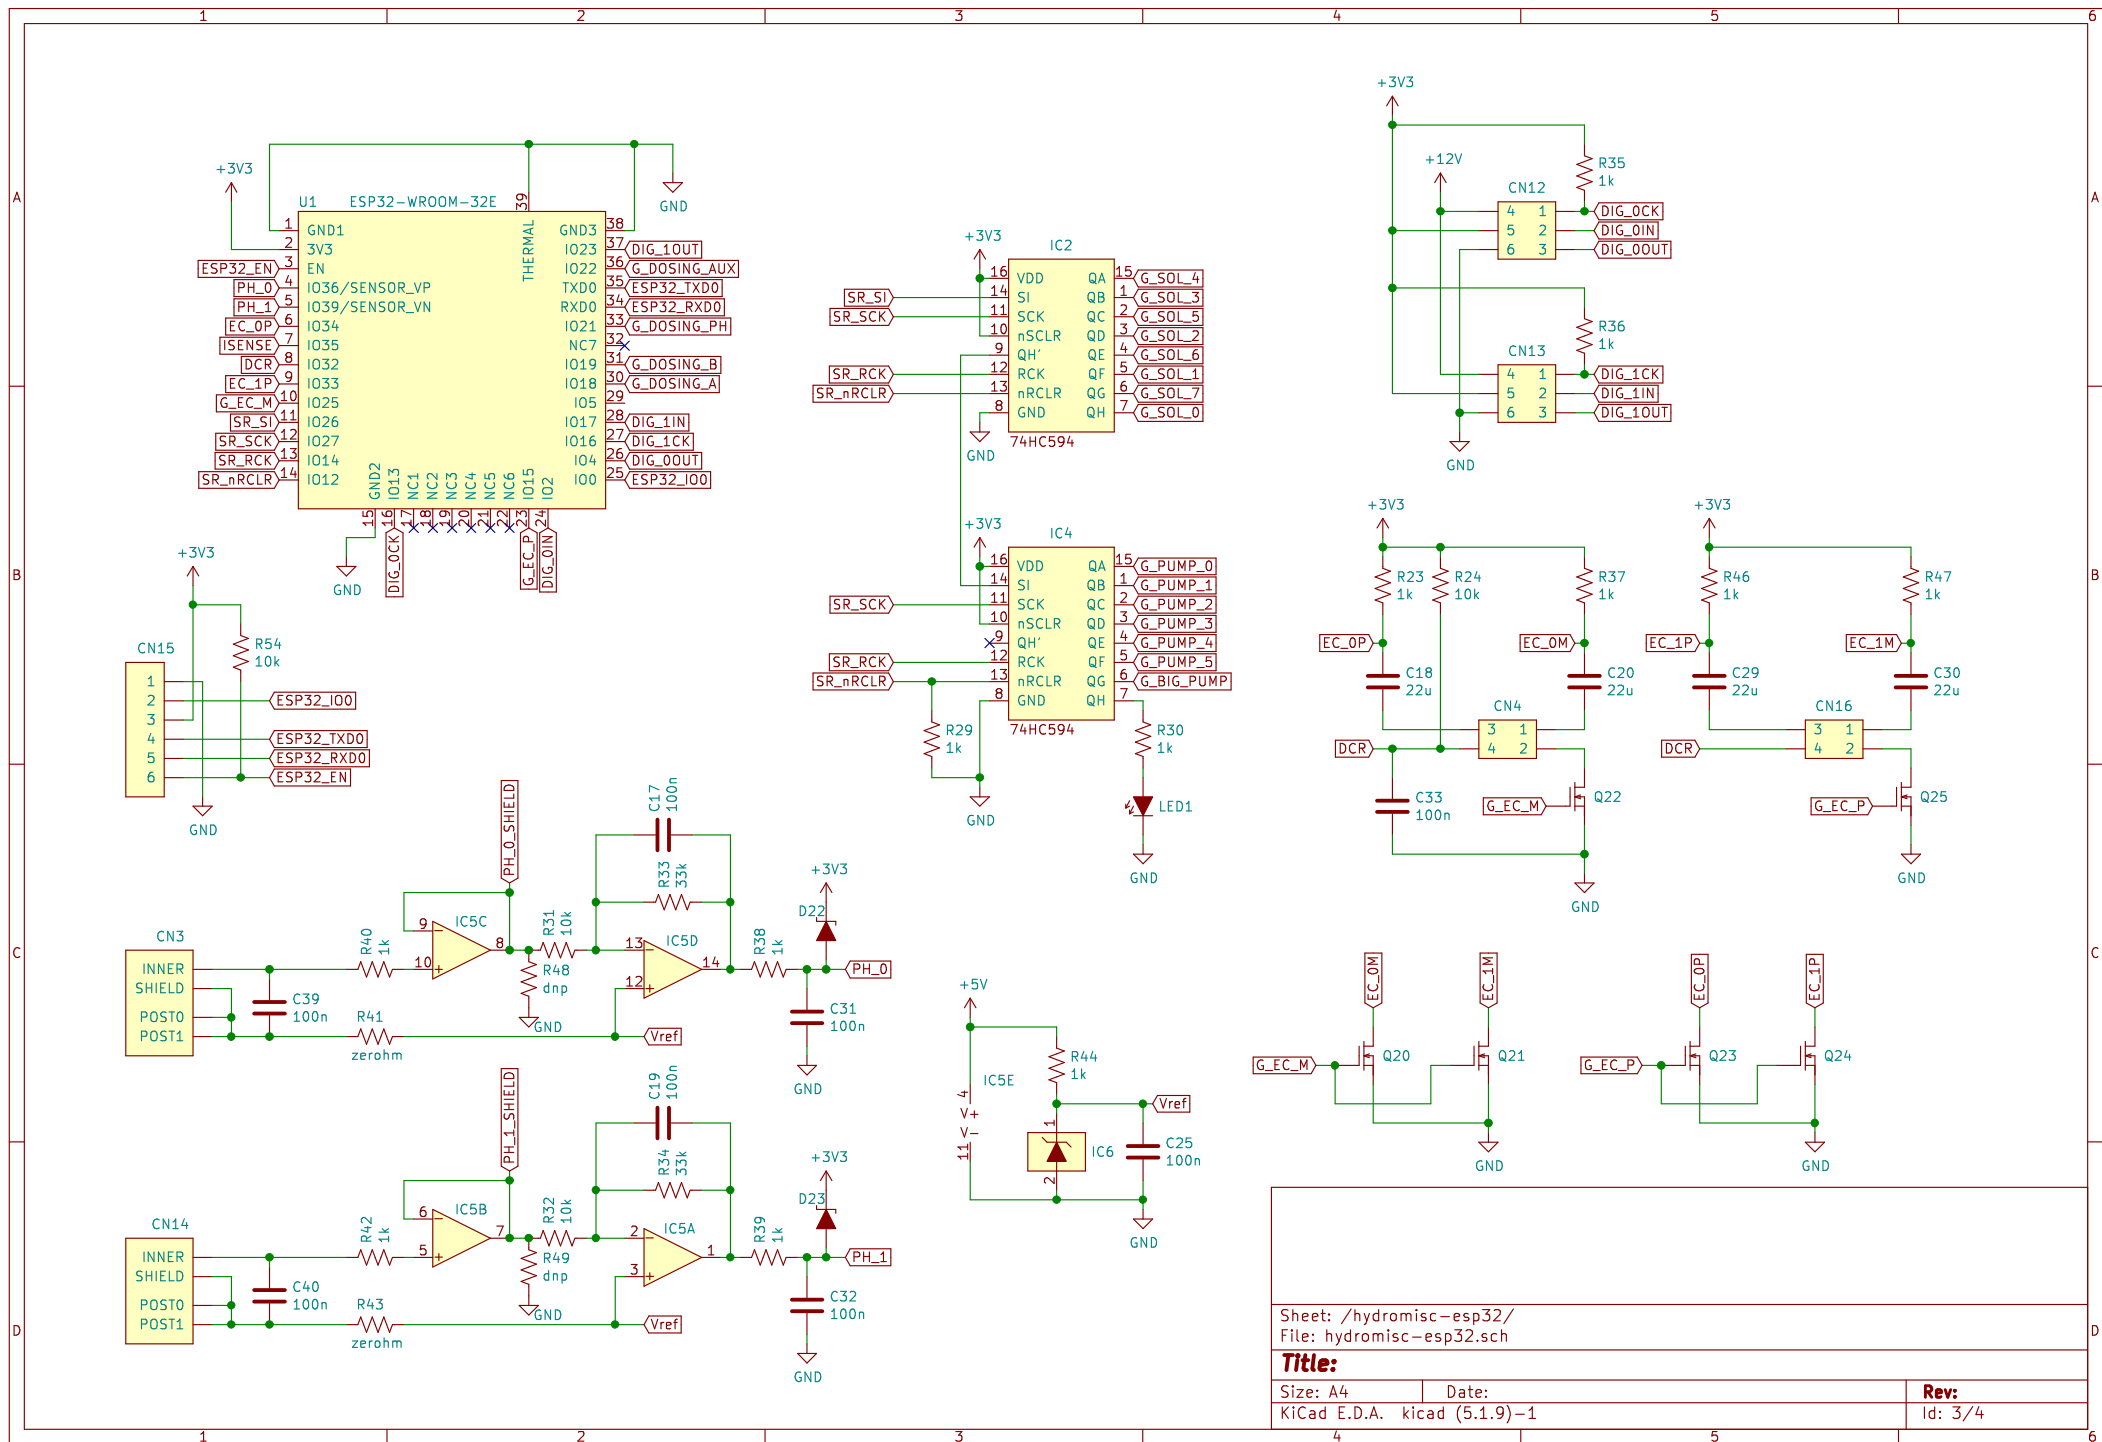 1 2 3 4 5 6
A
B
C
D
+3V3
GND
U1 ESP32-WROOM-32E
39
THERMAL
1 GND1
2 3V3
ESP32_EN 3 EN
PH_0 4 IO36/SENSOR_VP
PH_1 5 IO39/SENSOR_VN
EC_0P 6 IO34
ISENSE 7 IO35
DCR 8 IO32
EC_1P 9 IO33
G_EC_M 10 IO25
SR_SI 11 IO26
SR_SCK 12 IO27
SR_RCK 13 IO14
SR_nRCLR 14 IO12
GND3 38
IO23 37 DIG_1OUT
IO22 36 G_DOSING_AUX
TXD0 35 ESP32_TXD0
RXD0 34 ESP32_RXD0
IO21 33 G_DOSING_PH
NC7 32
IO19 31 G_DOSING_B
IO18 30 G_DOSING_A
IO5 29
IO17 28 DIG_1IN
IO16 27 DIG_1CK
IO4 26 DIG_0OUT
IO0 25 ESP32_IO0
GND2 15
IO13 16 DIG_0CK
NC1 17
NC2 18
NC3 19
NC4 20
NC5 21
NC6 22
IO15 23 G_EC_P
IO2 24 DIG_0IN
GND
+3V3
R54
10k
CN15
1
2 ESP32_IO0
3
4 ESP32_TXD0
5 ESP32_RXD0
6 ESP32_EN
GND
+3V3
IC2
16 VDD QA 15 G_SOL_4
SR_SI 14 SI QB 1 G_SOL_3
SR_SCK 11 SCK QC 2 G_SOL_5
10 nSCLR QD 3 G_SOL_2
9 QH' QE 4 G_SOL_6
SR_RCK 12 RCK QF 5 G_SOL_1
SR_nRCLR 13 nRCLR QG 6 G_SOL_7
8 GND QH 7 G_SOL_0
74HC594
GND
+3V3
IC4
16 VDD QA 15 G_PUMP_0
14 SI QB 1 G_PUMP_1
SR_SCK 11 SCK QC 2 G_PUMP_2
10 nSCLR QD 3 G_PUMP_3
9 QH' QE 4 G_PUMP_4
SR_RCK 12 RCK QF 5 G_PUMP_5
SR_nRCLR 13 nRCLR QG 6 G_BIG_PUMP
8 GND QH 7
74HC594
R29
1k
GND
R30
1k
LED1
GND
+3V3
+12V
R35
1k
CN12
4 1 DIG_0CK
5 2 DIG_0IN
6 3 DIG_0OUT
R36
1k
CN13
4 1 DIG_1CK
5 2 DIG_1IN
6 3 DIG_1OUT
GND
+3V3
R23
1k
R24
10k
R37
1k
EC_0P
EC_0M
C18
22u
C20
22u
CN4
3 1
4 2
DCR
C33
100n
G_EC_M
Q22
GND
+3V3
R46
1k
R47
1k
EC_1P
EC_1M
C29
22u
C30
22u
CN16
3 1
4 2
DCR
G_EC_P
Q25
GND
PH_0_SHIELD
C17
100n
R33
33k
+3V3
D22
CN3
INNER
SHIELD
POST0
POST1
C39
100n
R40
1k
R41
zerohm
IC5C
9
10
8
R31
10k
R48
dnp
GND
IC5D
13
12
14
Vref
R38
1k
PH_0
C31
100n
GND
PH_1_SHIELD
C19
100n
R34
33k
+3V3
D23
CN14
INNER
SHIELD
POST0
POST1
C40
100n
R42
1k
R43
zerohm
IC5B
6
5
7
R32
10k
R49
dnp
GND
IC5A
2
3
1
Vref
R39
1k
PH_1
C32
100n
GND
+5V
R44
1k
IC5E
4
V+
V-
11
1
2
IC6
Vref
C25
100n
GND
EC_0M
EC_1M
G_EC_M
Q20
Q21
GND
EC_0P
EC_1P
G_EC_P
Q23
Q24
GND
Sheet: /hydromisc-esp32/
File: hydromisc-esp32.sch
Title:
Size: A4 Date: Rev:
KiCad E.D.A. kicad (5.1.9)-1 Id: 3/4
A
B
C
D
1 2 3 4 5 6